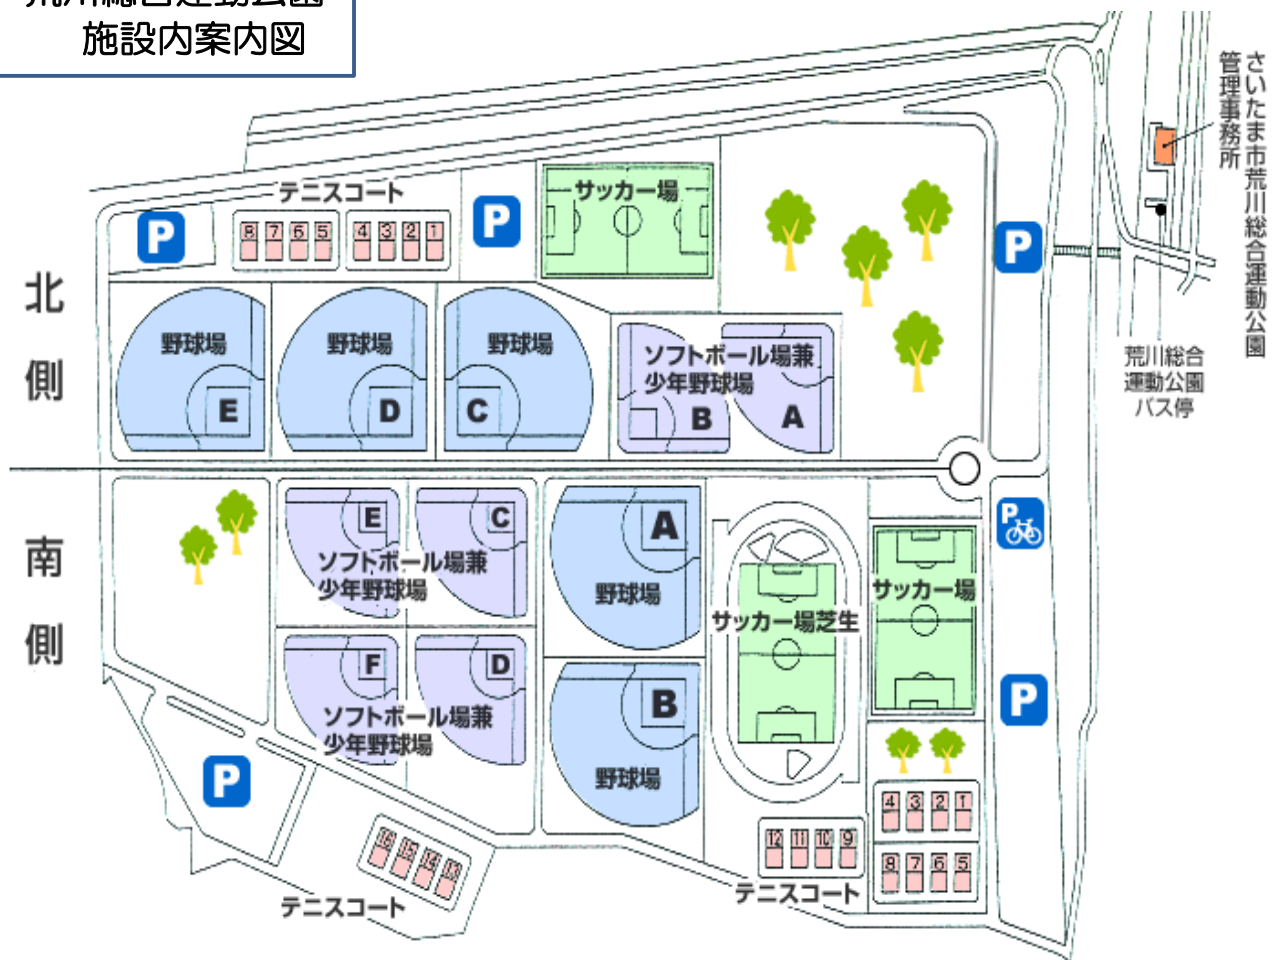 荒川総合運動公園
施設内案内図
さいたま市荒川総合運動公園
管理事務所
荒川総合
運動公園
バス停
北側
テニスコート
P
8 7 6 5 4 3 2 1
P
サッカー場
P
野球場
E
野球場
D
野球場
C
ソフトボール場兼
少年野球場
B
A
南側
E
C
ソフトボール場兼
少年野球場
F
D
ソフトボール場兼
少年野球場
A
野球場
B
野球場
サッカー場芝生
サッカー場
P
P
P
4 3 2 1
8 7 6 5
12 11 10 9
テニスコート
16 15 14 13
テニスコート